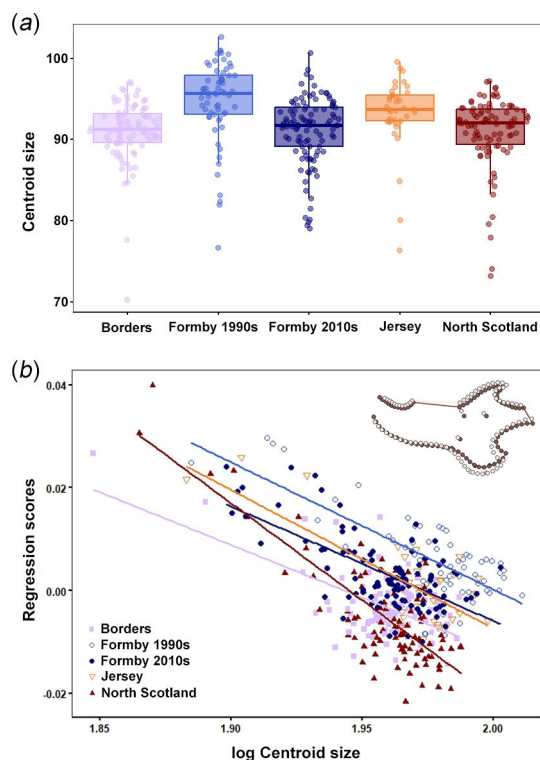 (a)
100
90
80
70
Centroid size
Borders Formby 1990s Formby 2010s Jersey North Scotland
(b)
0.04
0.02
0.00
-0.02
Regression scores
Borders
Formby 1990s
Formby 2010s
Jersey
North Scotland
1.85 1.90 1.95 2.00
log Centroid size